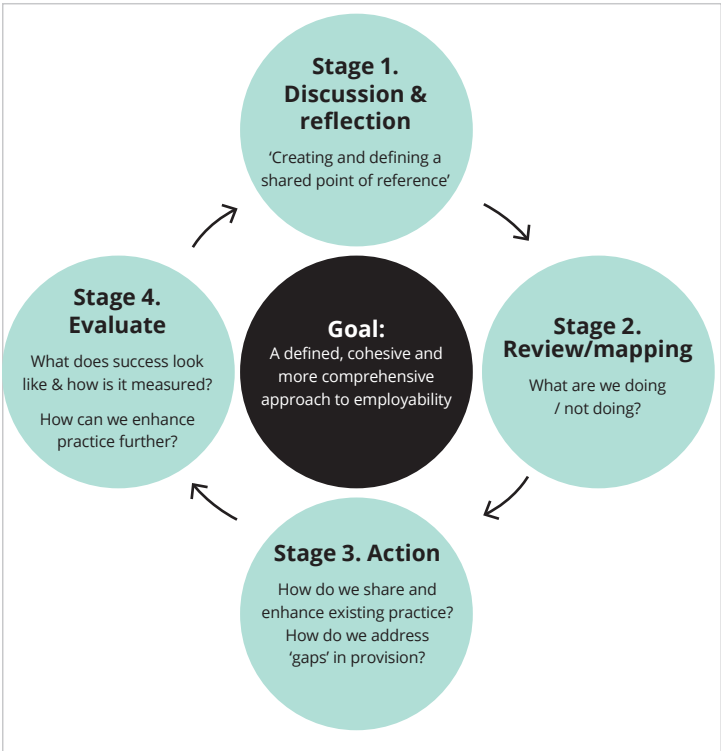 Stage 1.
Discussion &
reflection
‘Creating and defining a
shared point of reference’
Stage 2.
Review/mapping
What are we doing
/ not doing?
Stage 3. Action
How do we share and
enhance existing practice?
How do we address
‘gaps’ in provision?
Stage 4.
Evaluate
What does success look
like & how is it measured?
How can we enhance
practice further?
Goal:
A defined, cohesive and
more comprehensive
approach to employability